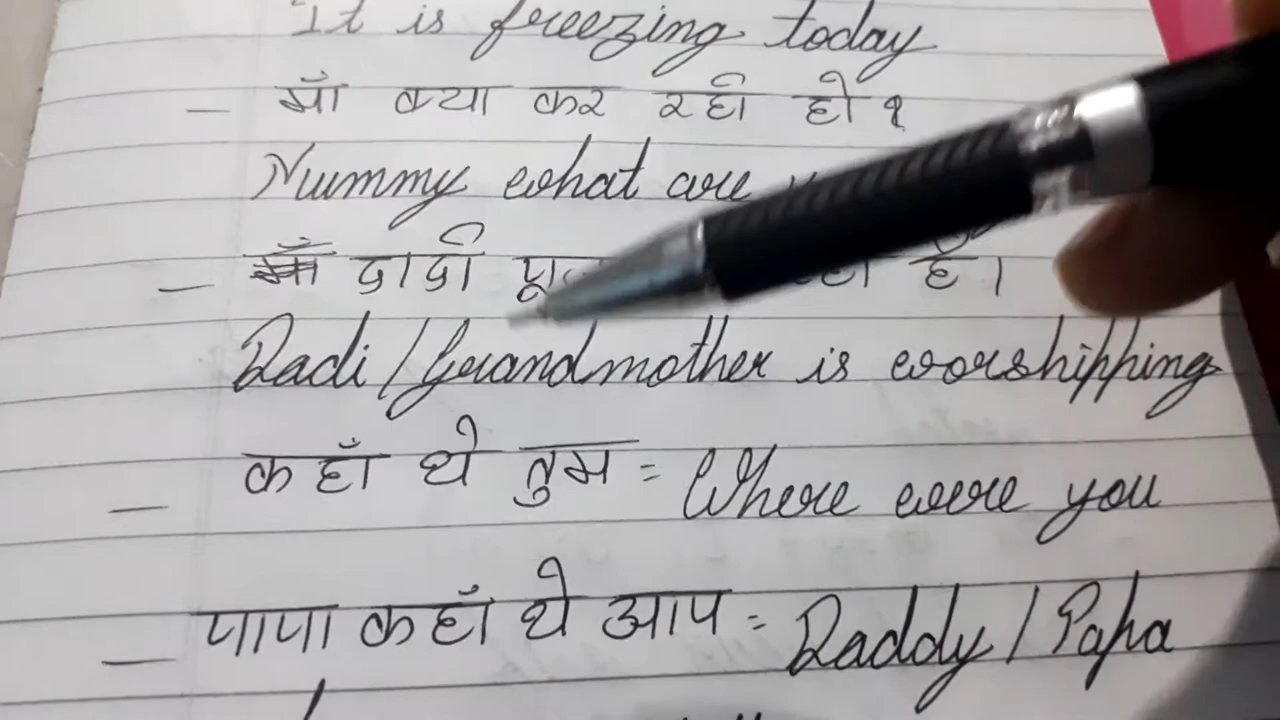 It is freezing today
– माँ क्या कर रही हो ?
Mummy what are
– दादी हैं।
Dadi / Grandmother is worshipping
– कहाँ थे तुम = Where were you
– पापा कहाँ थे आप = Daddy / Papa